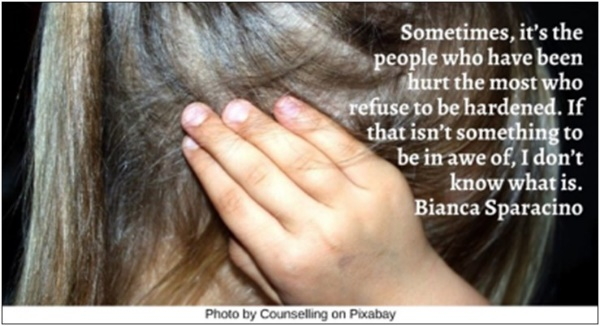 Sometimes, it's the
people who have been
hurt the most who
refuse to be hardened. If
that isn't something to
be in awe of, I don't
know what is.
Bianca Sparacino
Photo by Counselling on Pixabay